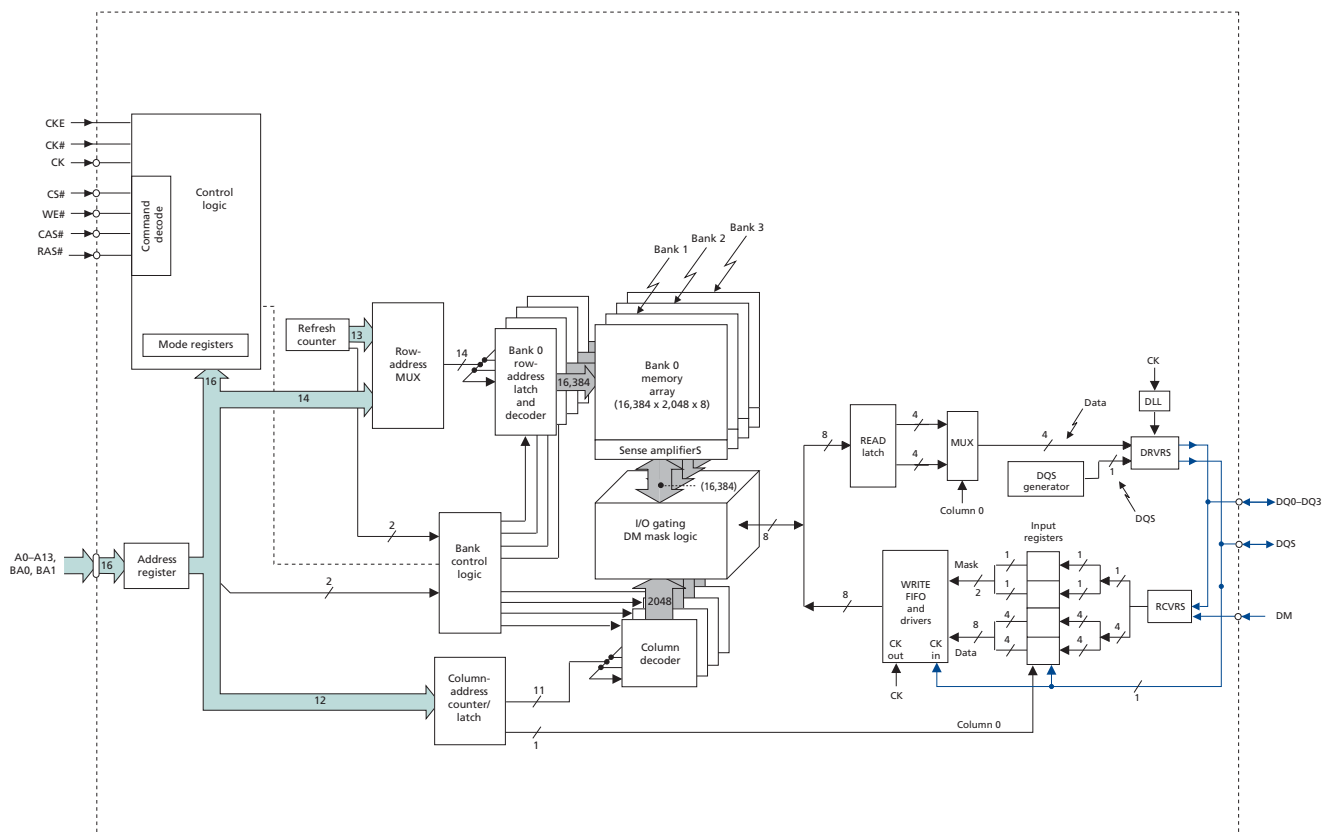 CKE
CK#
CK
CS#
WE#
CAS#
RAS#
Command
decode
Control
logic
Mode registers
16
Refresh
counter
13
14
Row-
address
MUX
14
Bank 0
row-
address
latch
and
decoder
16,384
Bank 1
Bank 2
Bank 3
Bank 0
memory
array
(16,384 x 2,048 x 8)
Sense amplifierS
(16,384)
I/O gating
DM mask logic
8
2048
Column
decoder
A0–A13,
BA0, BA1
16
Address
register
2
2
Bank
control
logic
12
Column-
address
counter/
latch
11
1
Column 0
8
READ
latch
4
4
MUX
Column 0
4
Data
DQS
generator
1
DQS
CK
DLL
DRVRS
DQ0–DQ3
DQS
DM
RCVRS
Input
registers
1
1
4
4
1
1
4
4
1
4
Mask
2
8
Data
WRITE
FIFO
and
drivers
CK
out
CK
in
CK
8
1